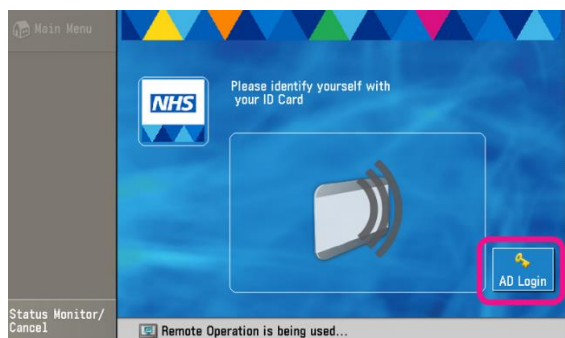 Main Menu
Please identify yourself with
your ID Card
NHS
AD Login
Status Monitor/
Cancel
Remote Operation is being used...